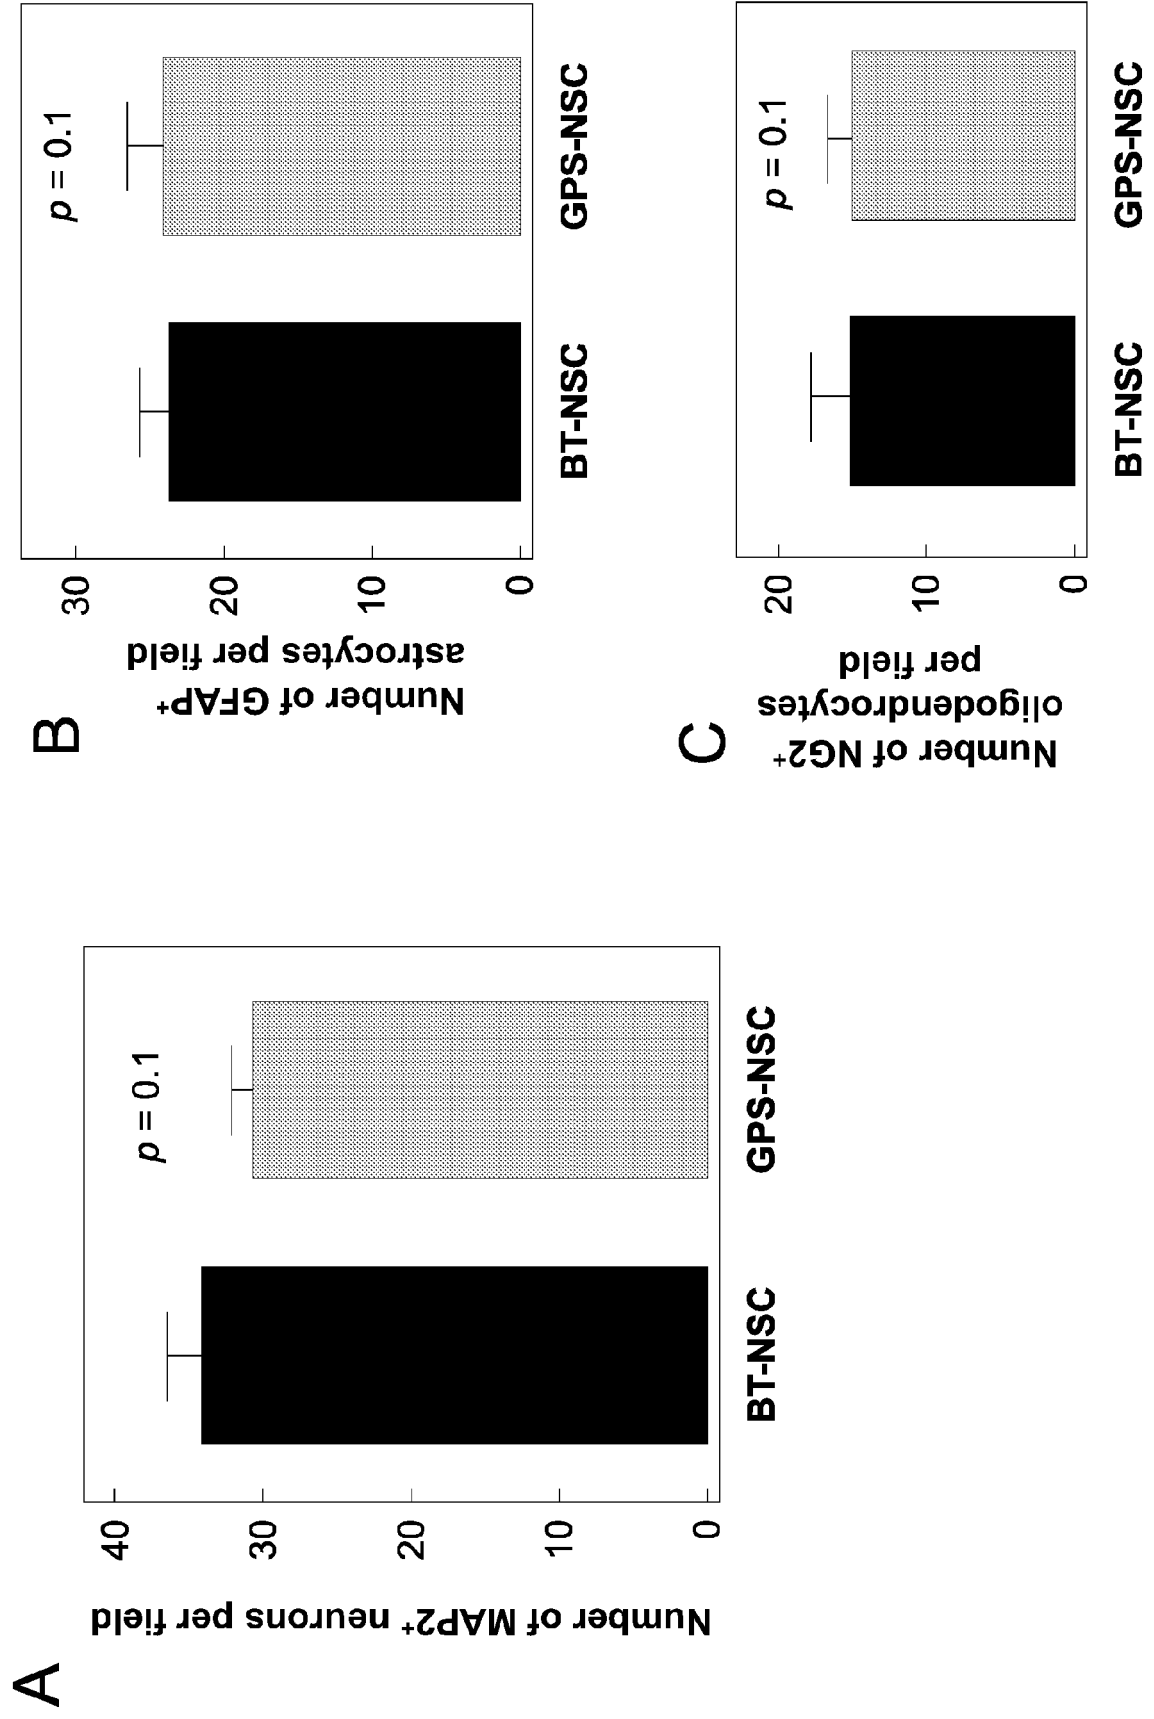 A
Number of MAP2+ neurons per field
40
30
20
10
0
p = 0.1
BT-NSC
GPS-NSC
B
Number of GFAP+
astrocytes per field
30
20
10
0
p = 0.1
BT-NSC
GPS-NSC
C
Number of NG2+
oligodendrocytes
per field
20
10
0
p = 0.1
BT-NSC
GPS-NSC